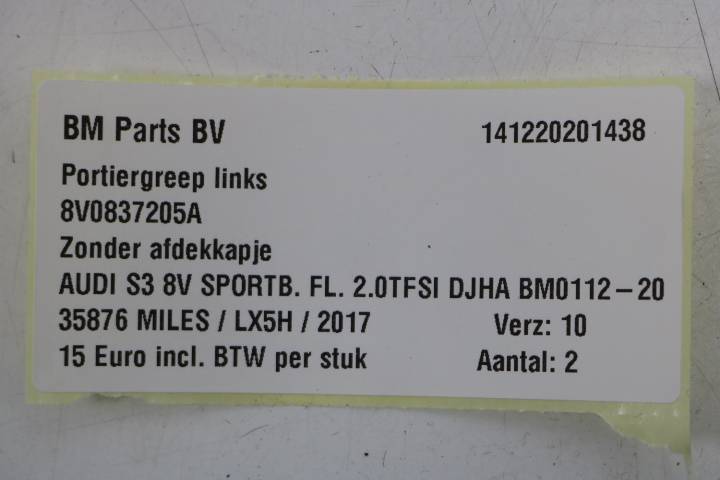 BM Parts BV 141220201438
Portiergreep links
8V0837205A
Zonder afdekkapje
AUDI S3 8V SPORTB. FL. 2.0TFSI DJHA BM0112-20
35876 MILES / LX5H / 2017 Verz: 10
15 Euro incl. BTW per stuk Aantal: 2